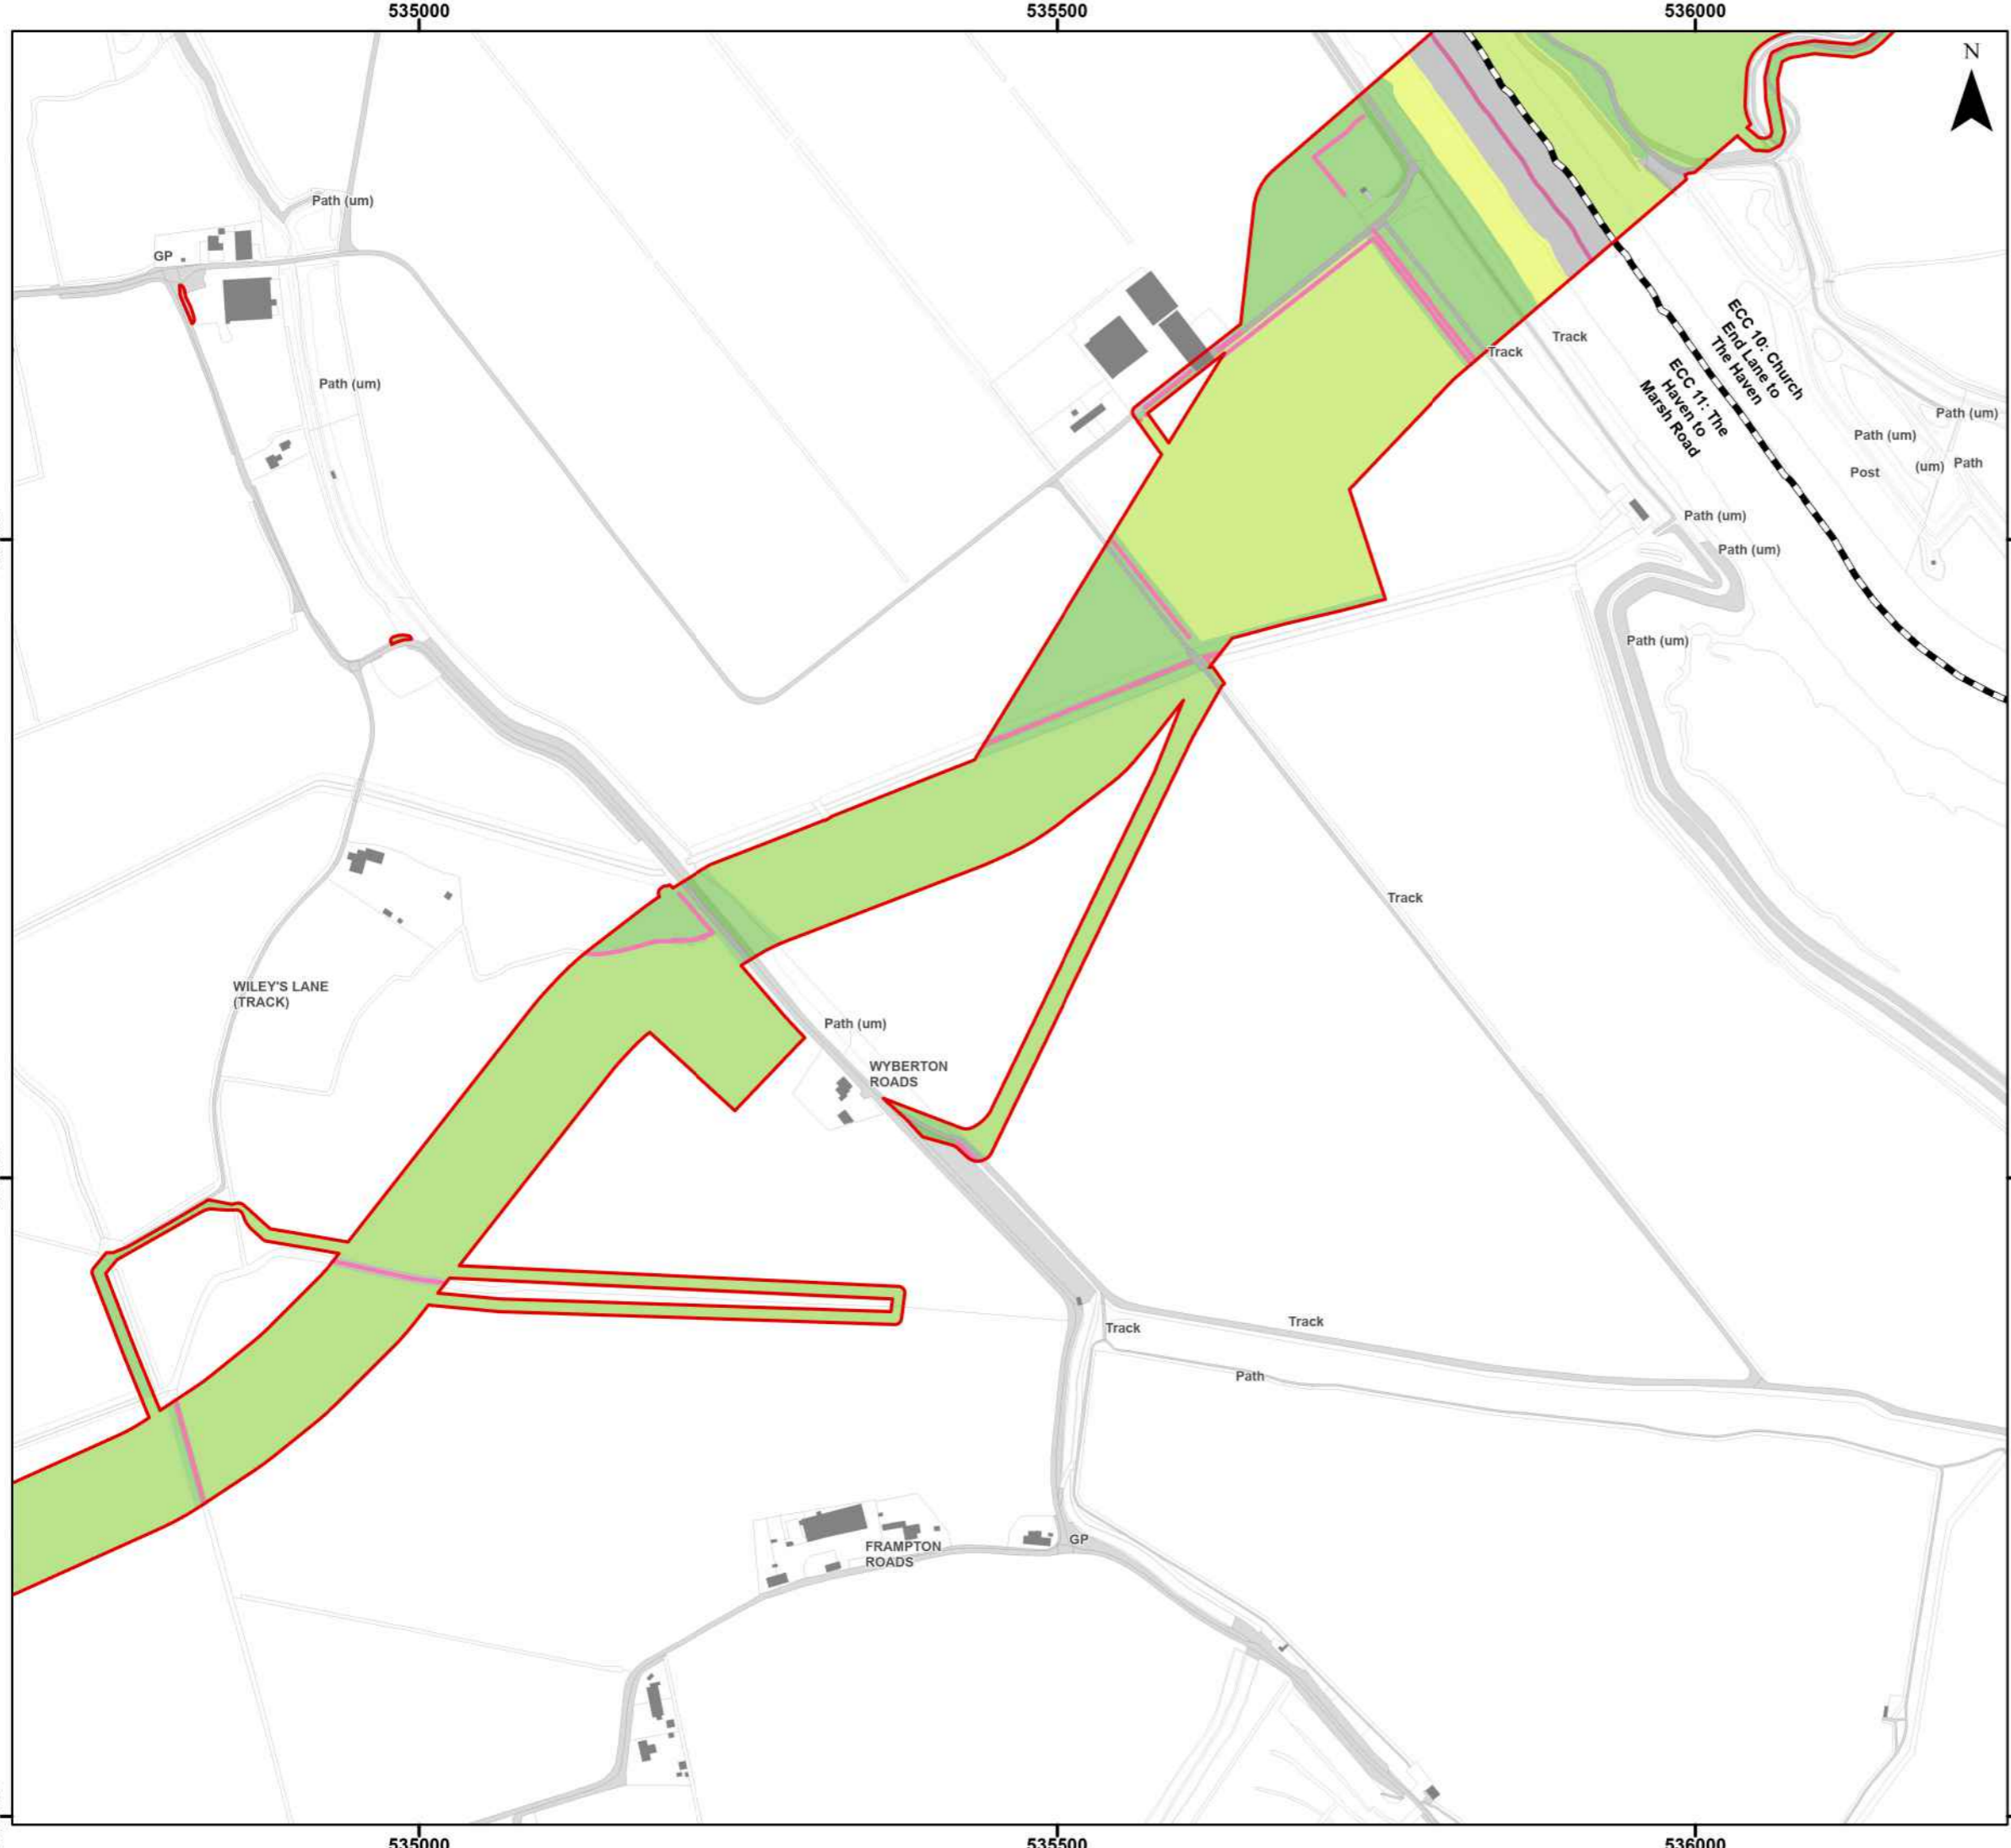 535000
535500
536000
N
Path (um)
GP
Path (um)
Track
Track
ECC 10: Church
End Lane to
The Haven
ECC 11: The
Haven to
Marsh Road
Path (um)
Path (um)
Post
(um)
Path
Path (um)
Path (um)
Path (um)
Track
WILEY'S LANE
(TRACK)
Path (um)
WYBERTON
ROADS
Track
Track
Path
FRAMPTON
ROADS
GP
535000
535500
536000